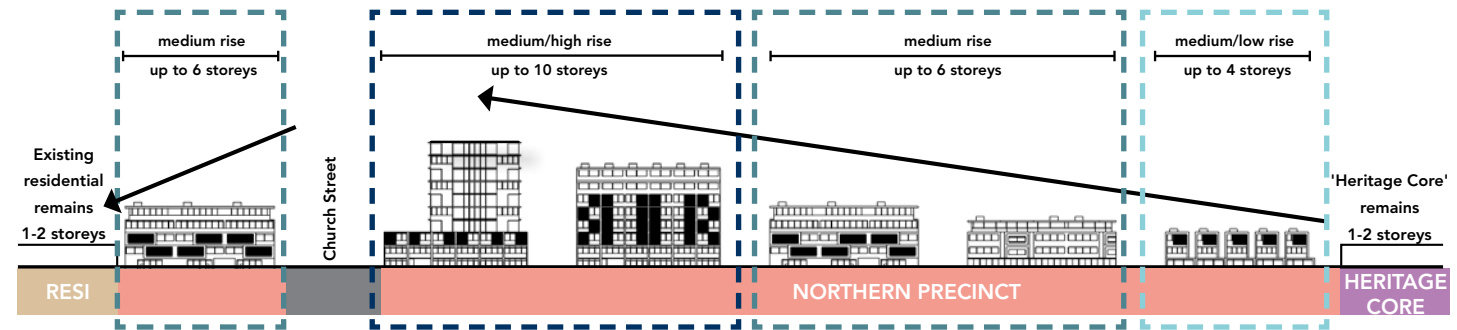 medium rise
up to 6 storeys
medium/high rise
up to 10 storeys
medium rise
up to 6 storeys
medium/low rise
up to 4 storeys
Existing
residential
remains
1-2 storeys
Church Street
'Heritage Core'
remains
1-2 storeys
RESI
NORTHERN PRECINCT
HERITAGE
CORE